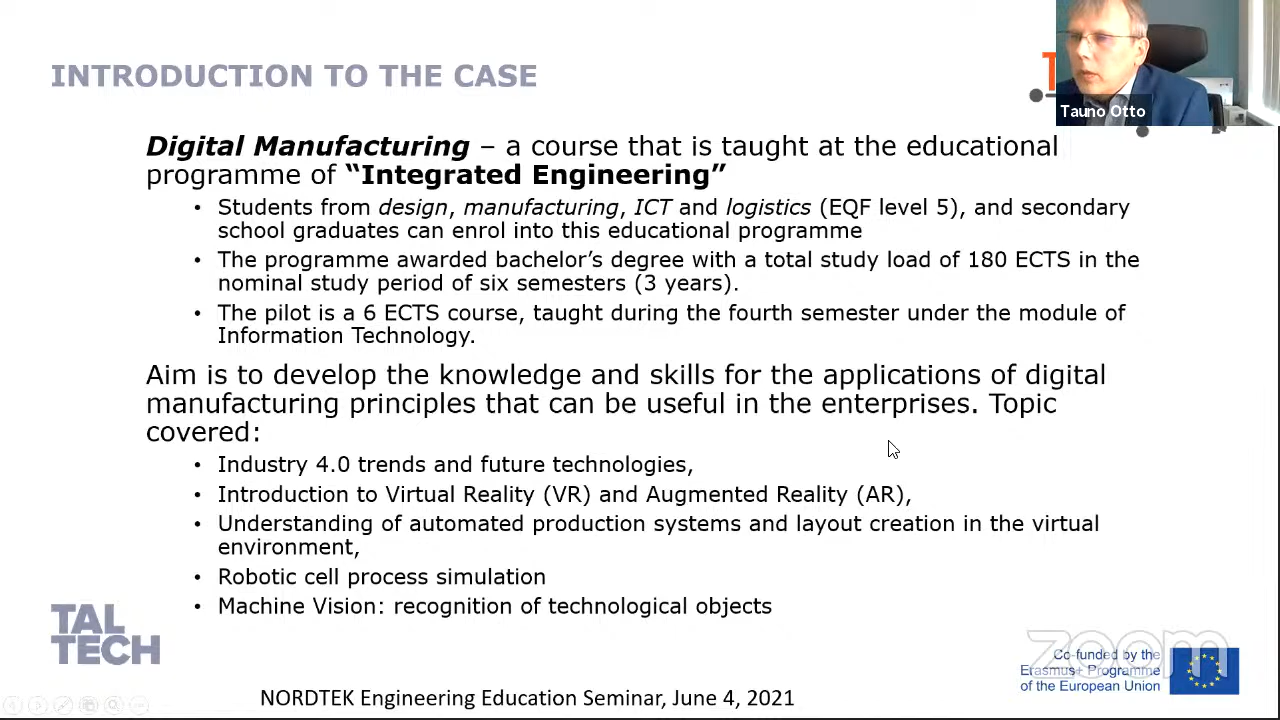 INTRODUCTION TO THE CASE
Tauno Otto
Digital Manufacturing – a course that is taught at the educational
programme of “Integrated Engineering”
• Students from design, manufacturing, ICT and logistics (EQF level 5), and secondary
school graduates can enrol into this educational programme
• The programme awarded bachelor’s degree with a total study load of 180 ECTS in the
nominal study period of six semesters (3 years).
• The pilot is a 6 ECTS course, taught during the fourth semester under the module of
Information Technology.
Aim is to develop the knowledge and skills for the applications of digital
manufacturing principles that can be useful in the enterprises. Topic
covered:
• Industry 4.0 trends and future technologies,
• Introduction to Virtual Reality (VR) and Augmented Reality (AR),
• Understanding of automated production systems and layout creation in the virtual
environment,
• Robotic cell process simulation
• Machine Vision: recognition of technological objects
TAL
TECH
zoom
Co-funded by the
Erasmus+ Programme
of the European Union
NORDTEK Engineering Education Seminar, June 4, 2021